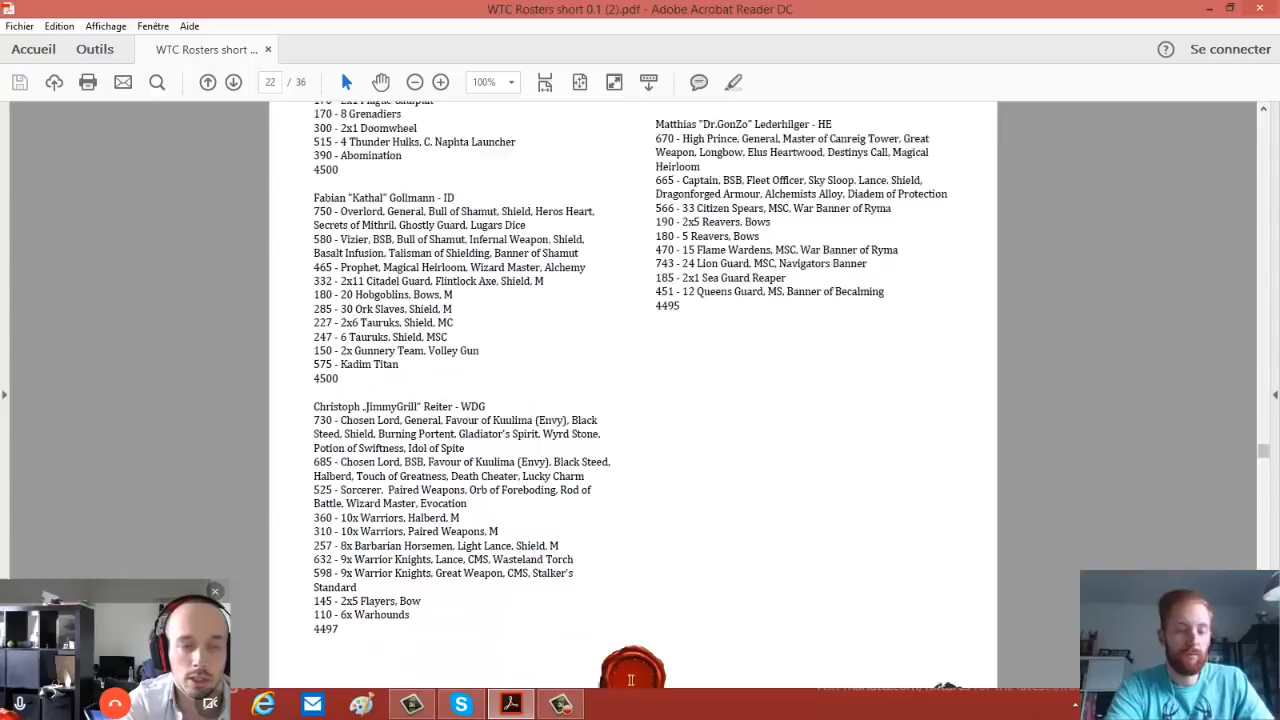 WTC Rosters short 0.1 (2).pdf - Adobe Acrobat Reader DC
Fichier Edition Affichage Fenêtre Aide
Accueil Outils WTC Rosters short ... × Se connecter
22 / 36 100%
170 - 8 Grenadiers
300 - 2x1 Doomwheel
515 - 4 Thunder Hulks, C. Naphta Launcher
390 - Abomination
4500
Fabian "Kathal" Gollmann - ID
750 - Overlord, General, Bull of Shamut, Shield, Heros Heart,
Secrets of Mithril, Ghostly Guard, Lugars Dice
580 - Vizier, BSB, Bull of Shamut, Infernal Weapon, Shield,
Basalt Infusion, Talisman of Shielding, Banner of Shamut
465 - Prophet, Magical Heirloom, Wizard Master, Alchemy
332 - 2x11 Citadel Guard, Flintlock Axe, Shield, M
180 - 20 Hobgoblins, Bows, M
285 - 30 Ork Slaves, Shield, M
227 - 2x6 Tauruks, Shield, MC
247 - 6 Tauruks, Shield, MSC
150 - 2x Gunnery Team, Volley Gun
575 - Kadim Titan
4500
Christoph „JimmyGrill" Reiter - WDG
730 - Chosen Lord, General, Favour of Kuulima (Envy), Black
Steed, Shield, Burning Portent, Gladiator's Spirit, Wyrd Stone,
Potion of Swiftness, Idol of Spite
685 - Chosen Lord, BSB, Favour of Kuulima (Envy), Black Steed,
Halberd, Touch of Greatness, Death Cheater, Lucky Charm
525 - Sorcerer, Paired Weapons, Orb of Foreboding, Rod of
Battle, Wizard Master, Evocation
360 - 10x Warriors, Halberd, M
310 - 10x Warriors, Paired Weapons, M
257 - 8x Barbarian Horsemen, Light Lance, Shield, M
632 - 9x Warrior Knights, Lance, CMS, Wasteland Torch
598 - 9x Warrior Knights, Great Weapon, CMS, Stalker's
Standard
145 - 2x5 Flayers, Bow
110 - 6x Warhounds
4497
Matthias "Dr.GonZo" Lederhilger - HE
670 - High Prince, General, Master of Canreig Tower, Great
Weapon, Longbow, Elus Heartwood, Destinys Call, Magical
Heirloom
665 - Captain, BSB, Fleet Officer, Sky Sloop. Lance, Shield,
Dragonforged Armour, Alchemists Alloy, Diadem of Protection
566 - 33 Citizen Spears, MSC, War Banner of Ryma
190 - 2x5 Reavers, Bows
180 - 5 Reavers, Bows
470 - 15 Flame Wardens, MSC, War Banner of Ryma
743 - 24 Lion Guard, MSC, Navigators Banner
185 - 2x1 Sea Guard Reaper
451 - 12 Queens Guard, MS, Banner of Becalming
4495